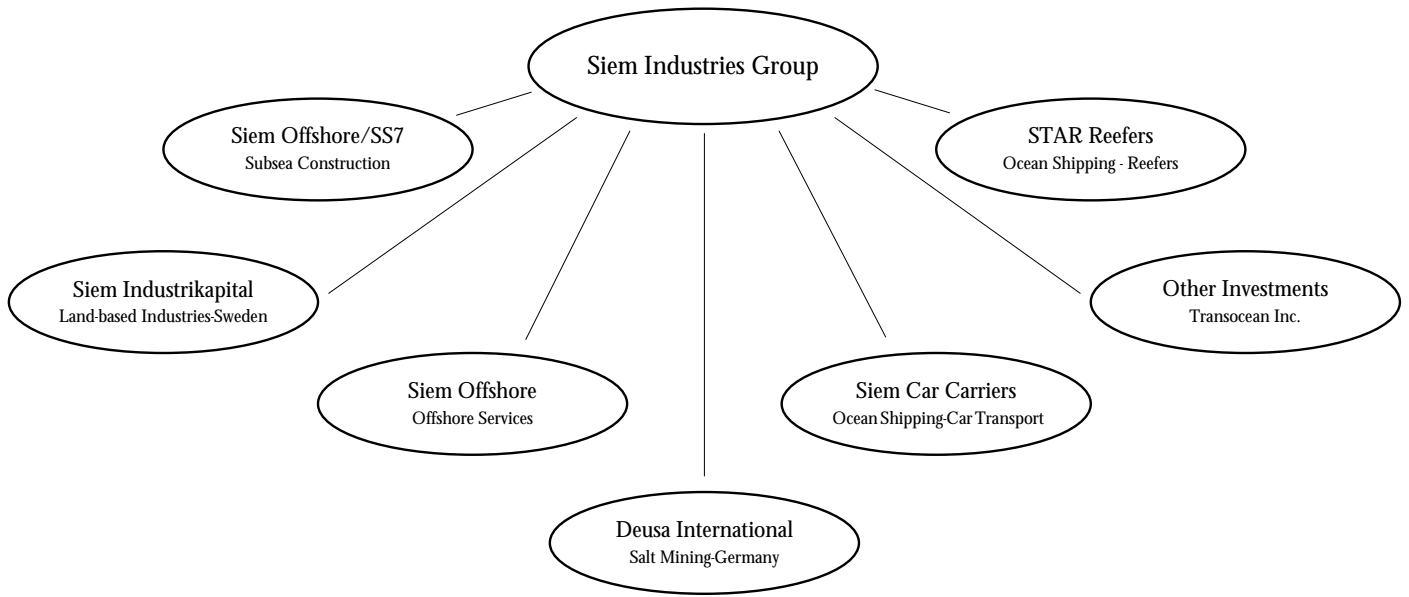 Siem Industries Group
Siem Offshore/SS7
Subsea Construction
STAR Reefers
Ocean Shipping - Reefers
Siem Industrikapital
Land-based Industries-Sweden
Other Investments
Transocean Inc.
Siem Offshore
Offshore Services
Siem Car Carriers
Ocean Shipping-Car Transport
Deusa International
Salt Mining-Germany